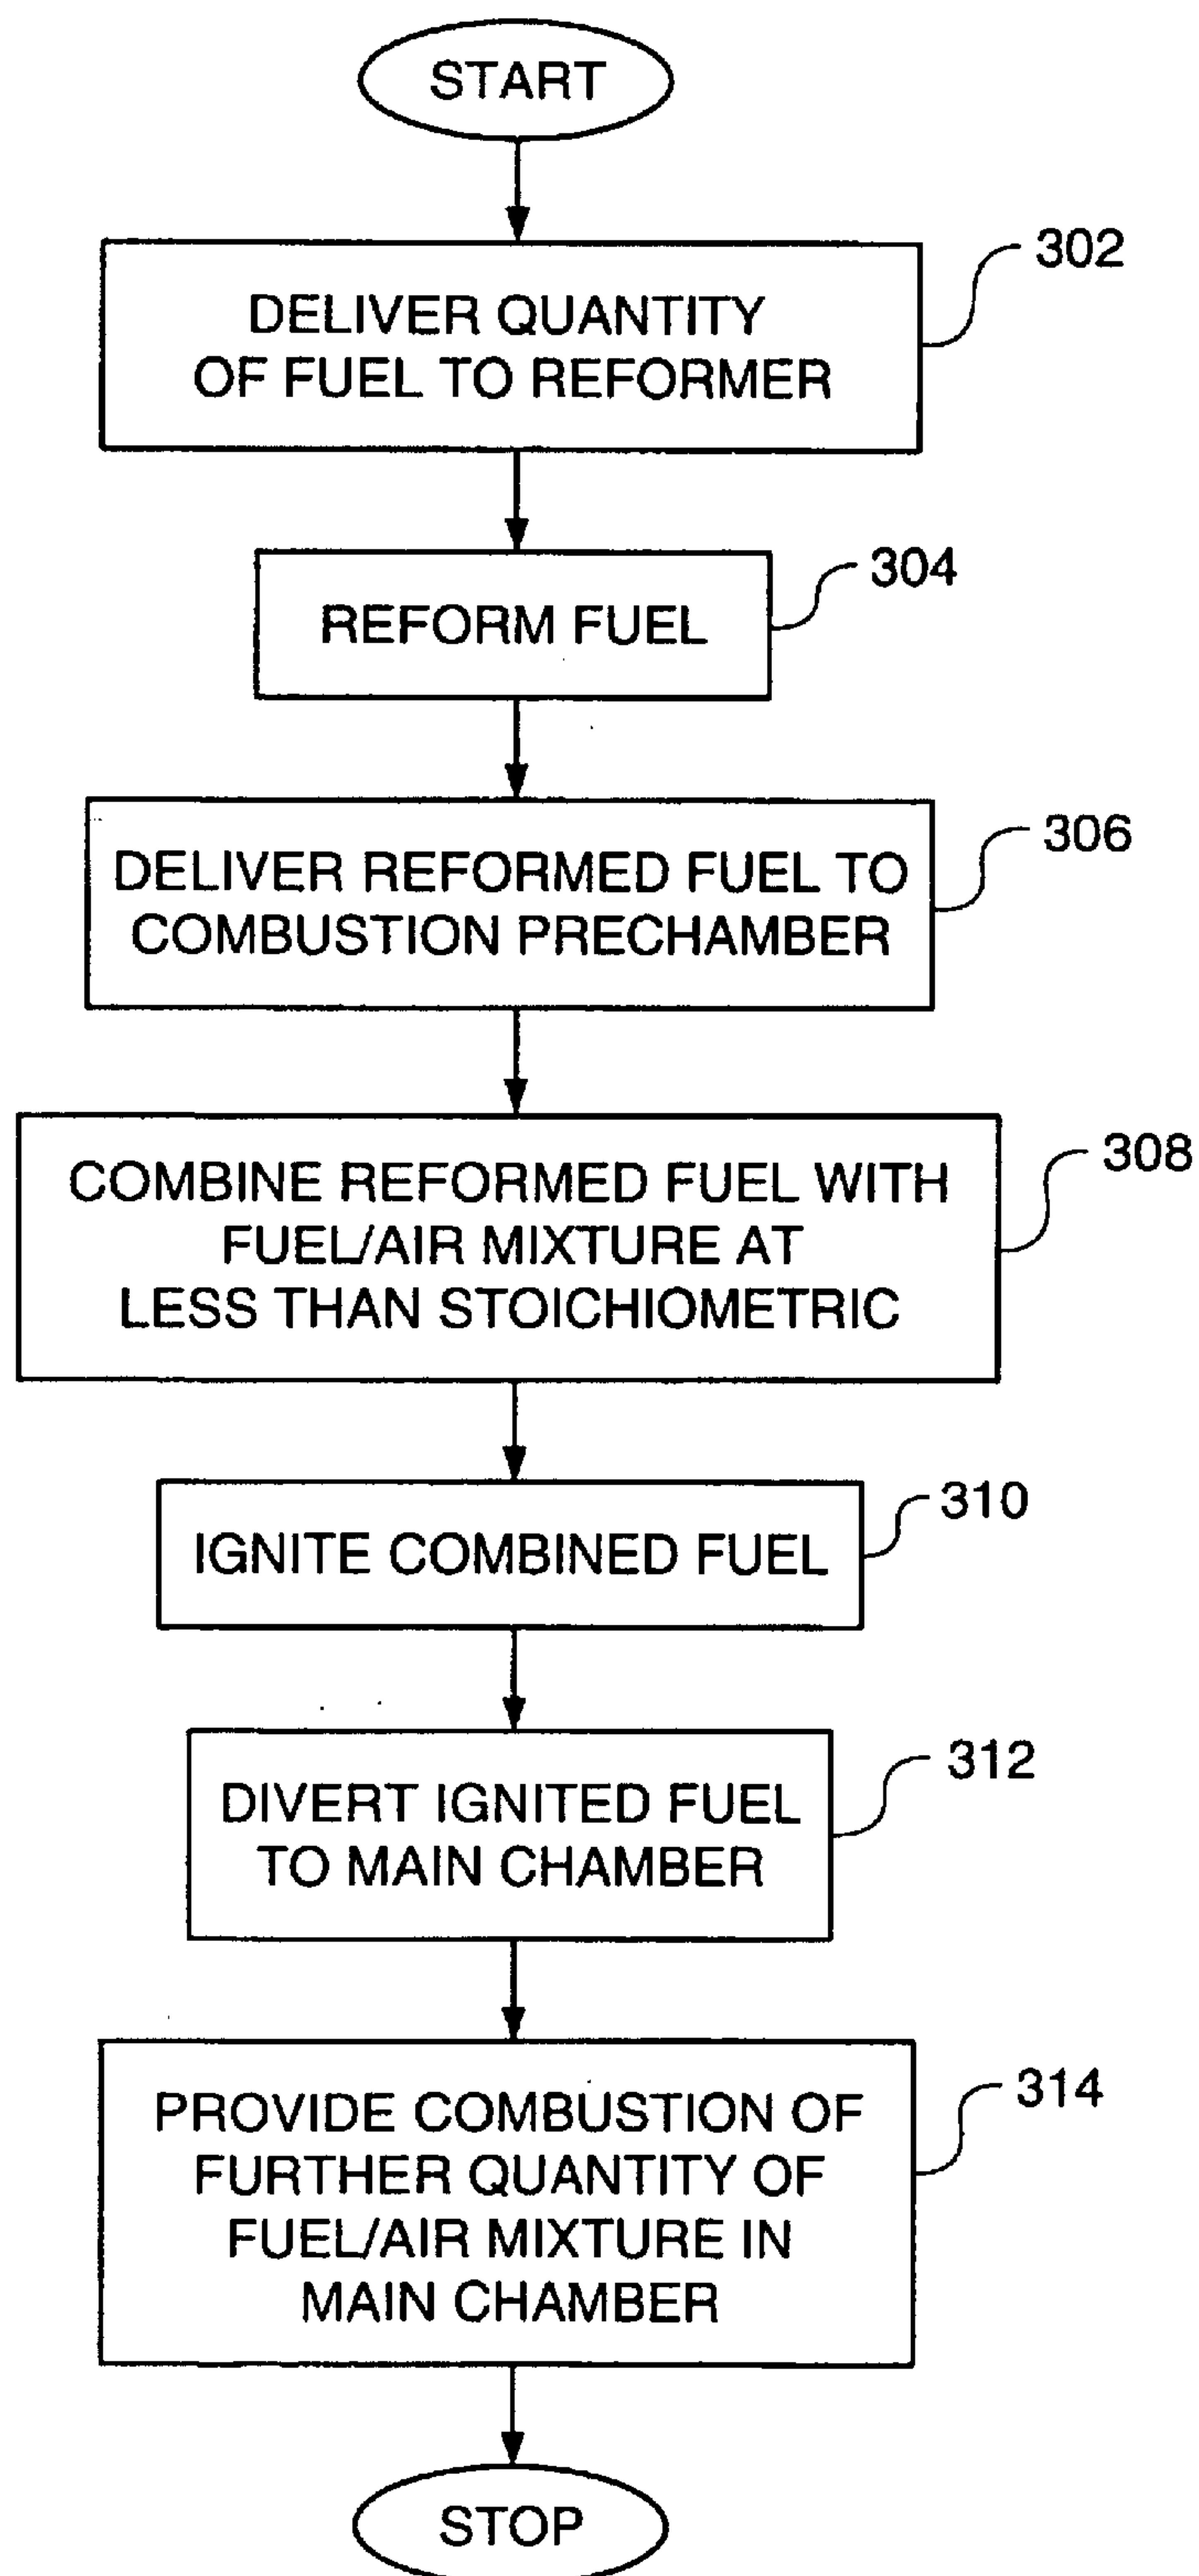 START
302
DELIVER QUANTITY
OF FUEL TO REFORMER
304
REFORM FUEL
306
DELIVER REFORMED FUEL TO
COMBUSTION PRECHAMBER
308
COMBINE REFORMED FUEL WITH
FUEL/AIR MIXTURE AT
LESS THAN STOICHIOMETRIC
310
IGNITE COMBINED FUEL
312
DIVERT IGNITED FUEL
TO MAIN CHAMBER
314
PROVIDE COMBUSTION OF
FURTHER QUANTITY OF
FUEL/AIR MIXTURE IN
MAIN CHAMBER
STOP